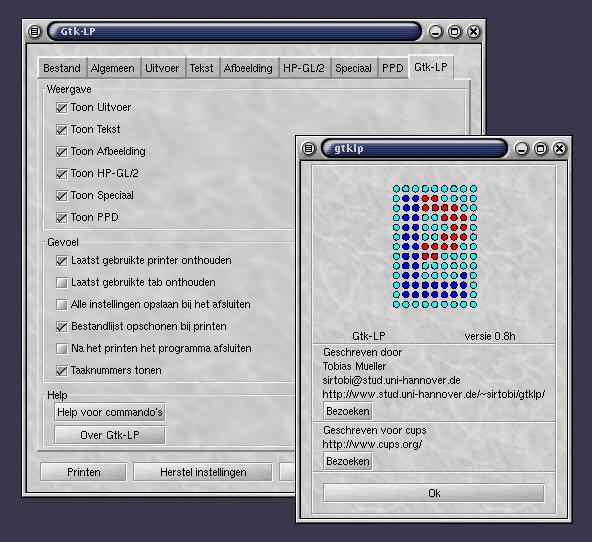 Gtk-LP
Bestand Algemeen Uitvoer Tekst Afbeelding HP-GL/2 Speciaal PPD Gtk-LP
Weergave
Toon Uitvoer
Toon Tekst
Toon Afbeelding
Toon HP-GL/2
Toon Speciaal
Toon PPD
Gevoel
Laatst gebruikte printer onthouden
Laatst gebruikte tab onthouden
Alle instellingen opslaan bij het afsluiten
Bestandlijst opschonen bij printen
Na het printen het programma afsluiten
Taaknummers tonen
Help
Help voor commando's
Over Gtk-LP
Printen Herstel instellingen
gtklp
Gtk-LP versie 0.8h
Geschreven door
Tobias Mueller
sirtobi@stud.uni-hannover.de
http://www.stud.uni-hannover.de/~sirtobi/gtklp/
Bezoeken
Geschreven voor cups
http://www.cups.org/
Bezoeken
Ok